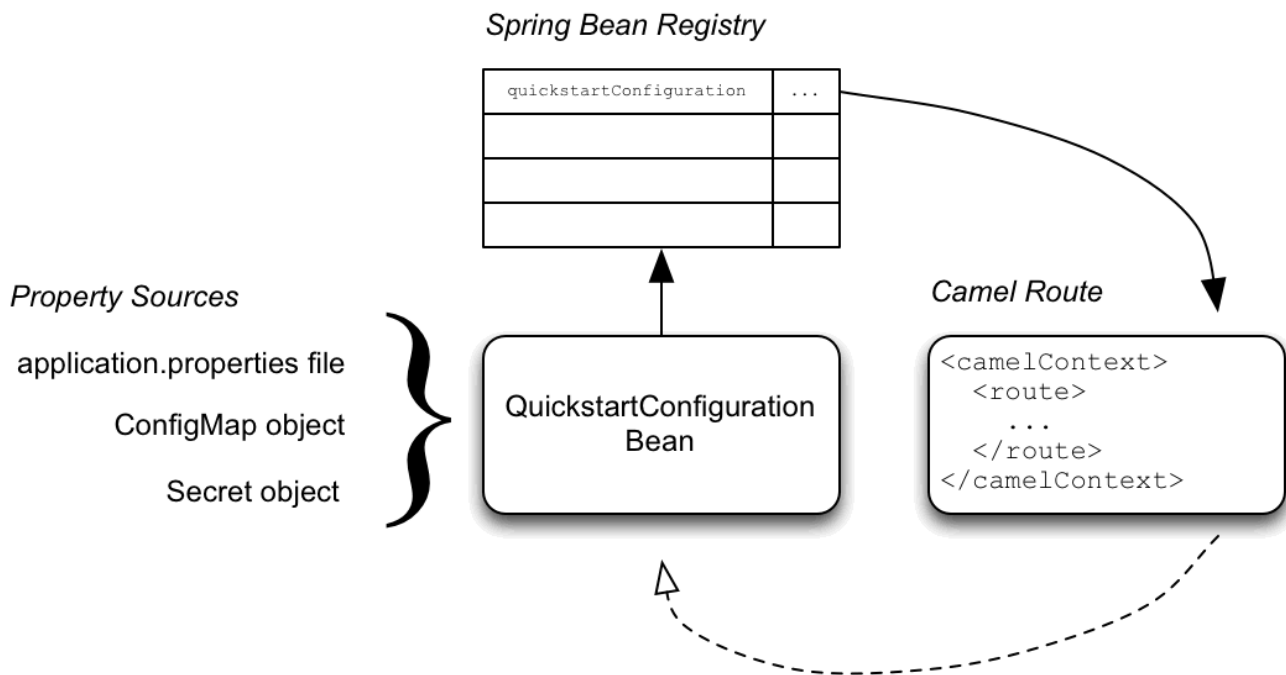 Spring Bean Registry
quickstartConfiguration ...
Property Sources
application.properties file
ConfigMap object
Secret object
QuickstartConfiguration
Bean
Camel Route
<camelContext>
<route>
...
</route>
</camelContext>